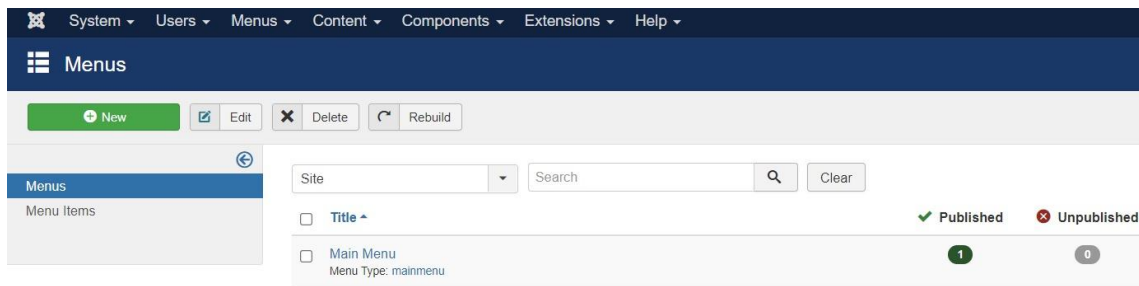 System Users Menus Content Components Extensions Help
Menus
New Edit Delete Rebuild
Site Search Clear
Menus
Menu Items
Title Published Unpublished
Main Menu 1 0
Menu Type: mainmenu